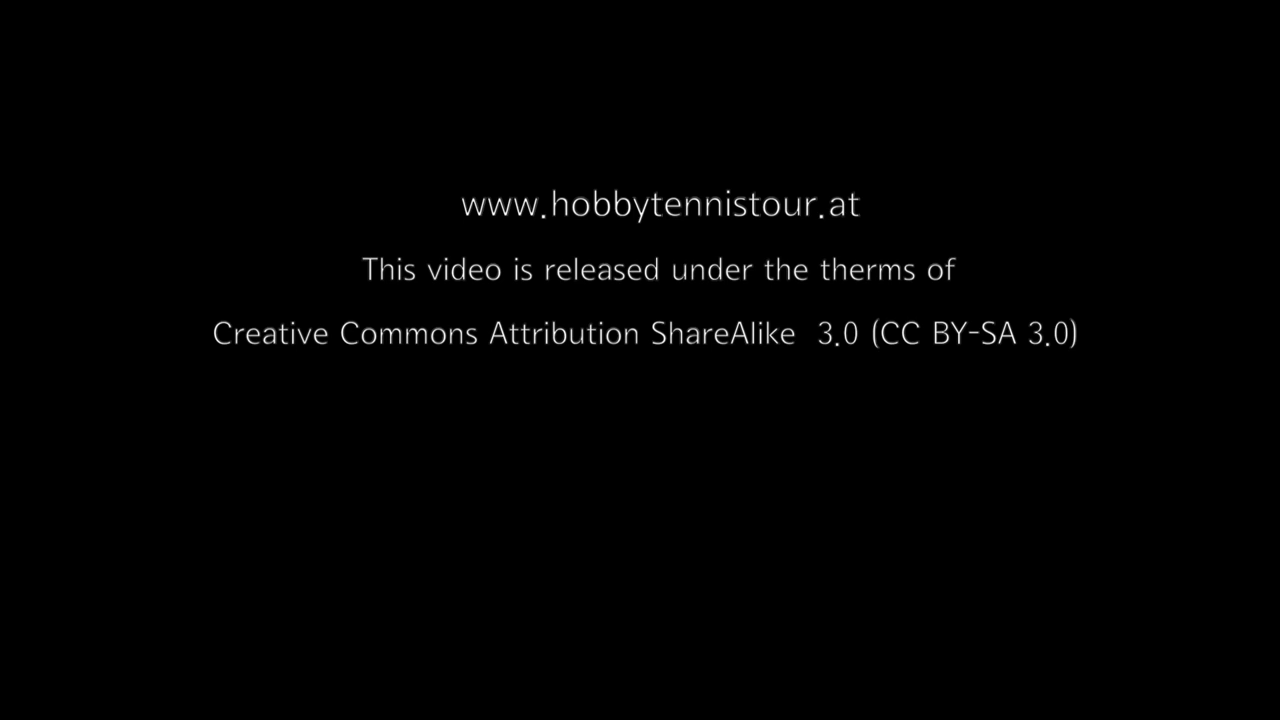 www.hobbytennistour.at
This video is released under the therms of
Creative Commons Attribution ShareAlike  3.0 (CC BY-SA 3.0)